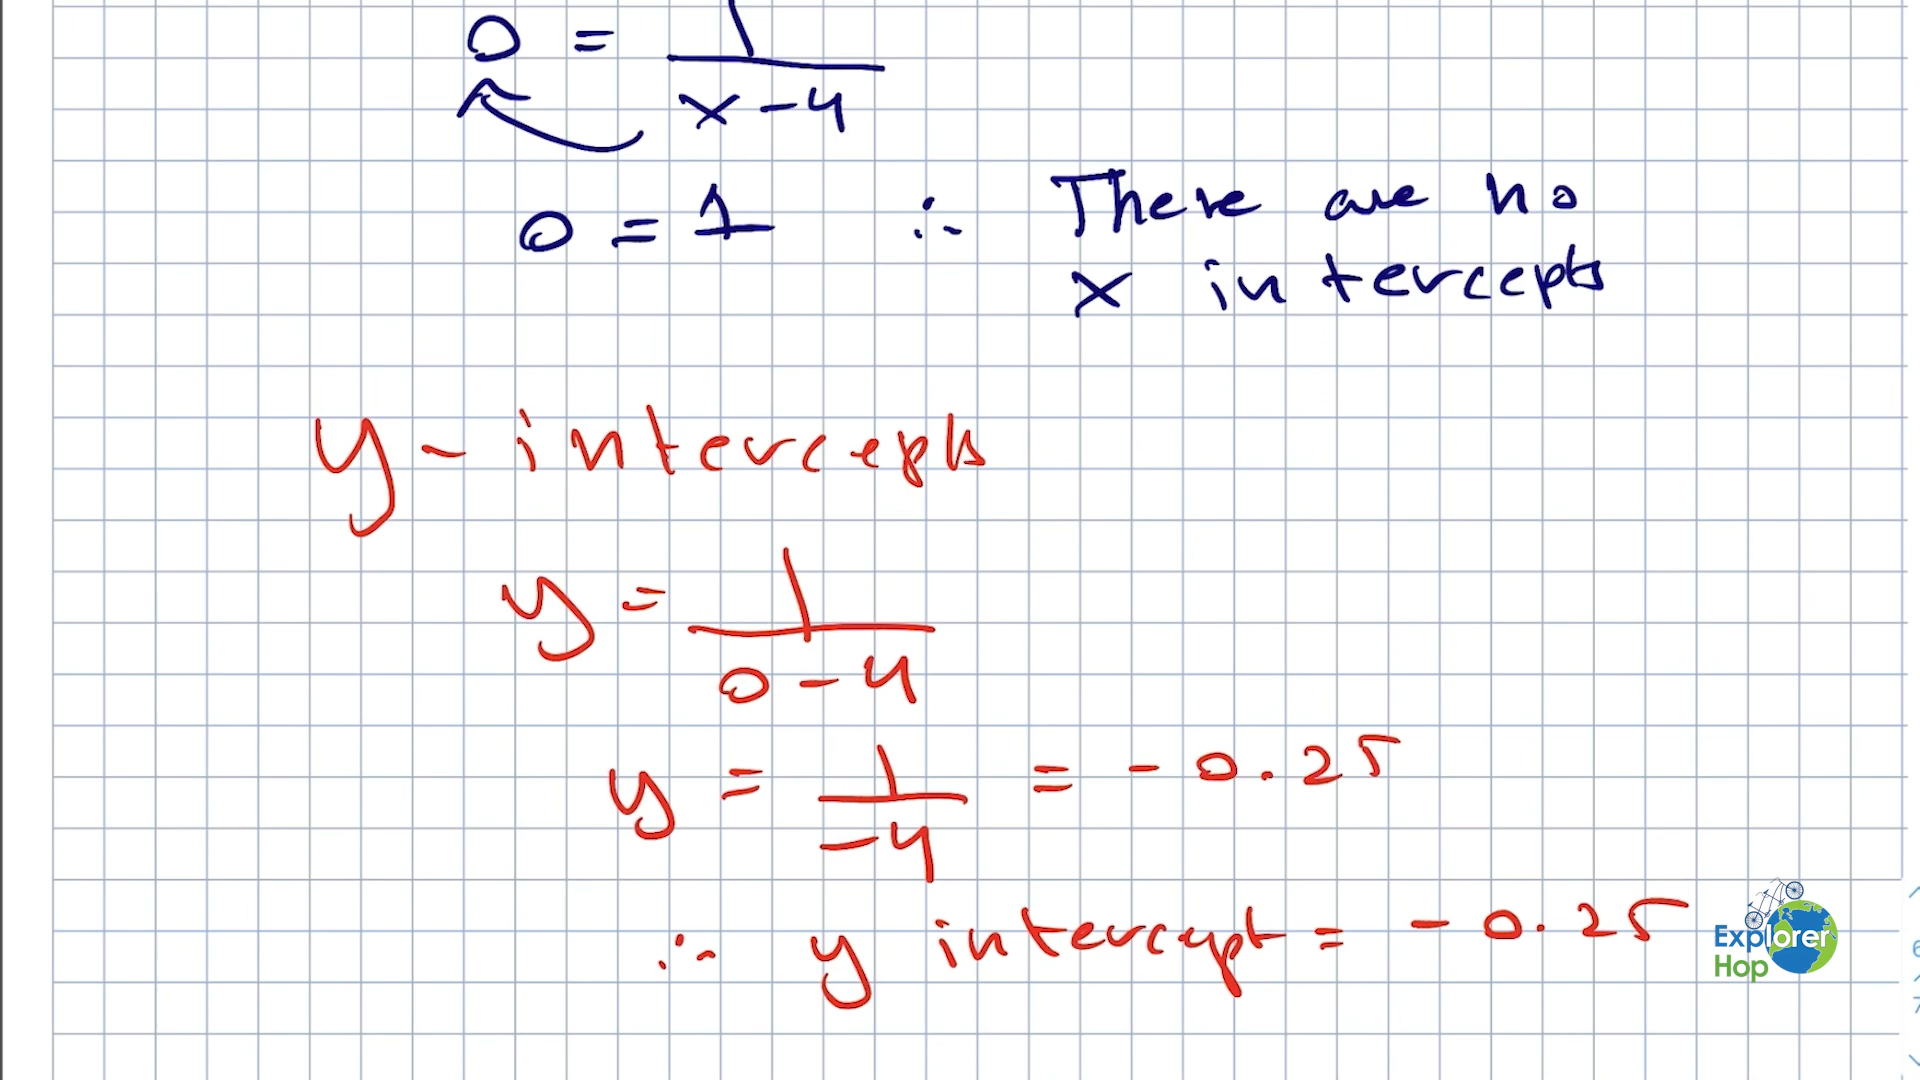 0 = 1/(x-4)
0 = 1 ∴ There are no
x intercepts
y-intercepts
y = 1/(0-4)
y = 1/(-4) = -0.25
∴ y intercept = -0.25
Explorer
Hop